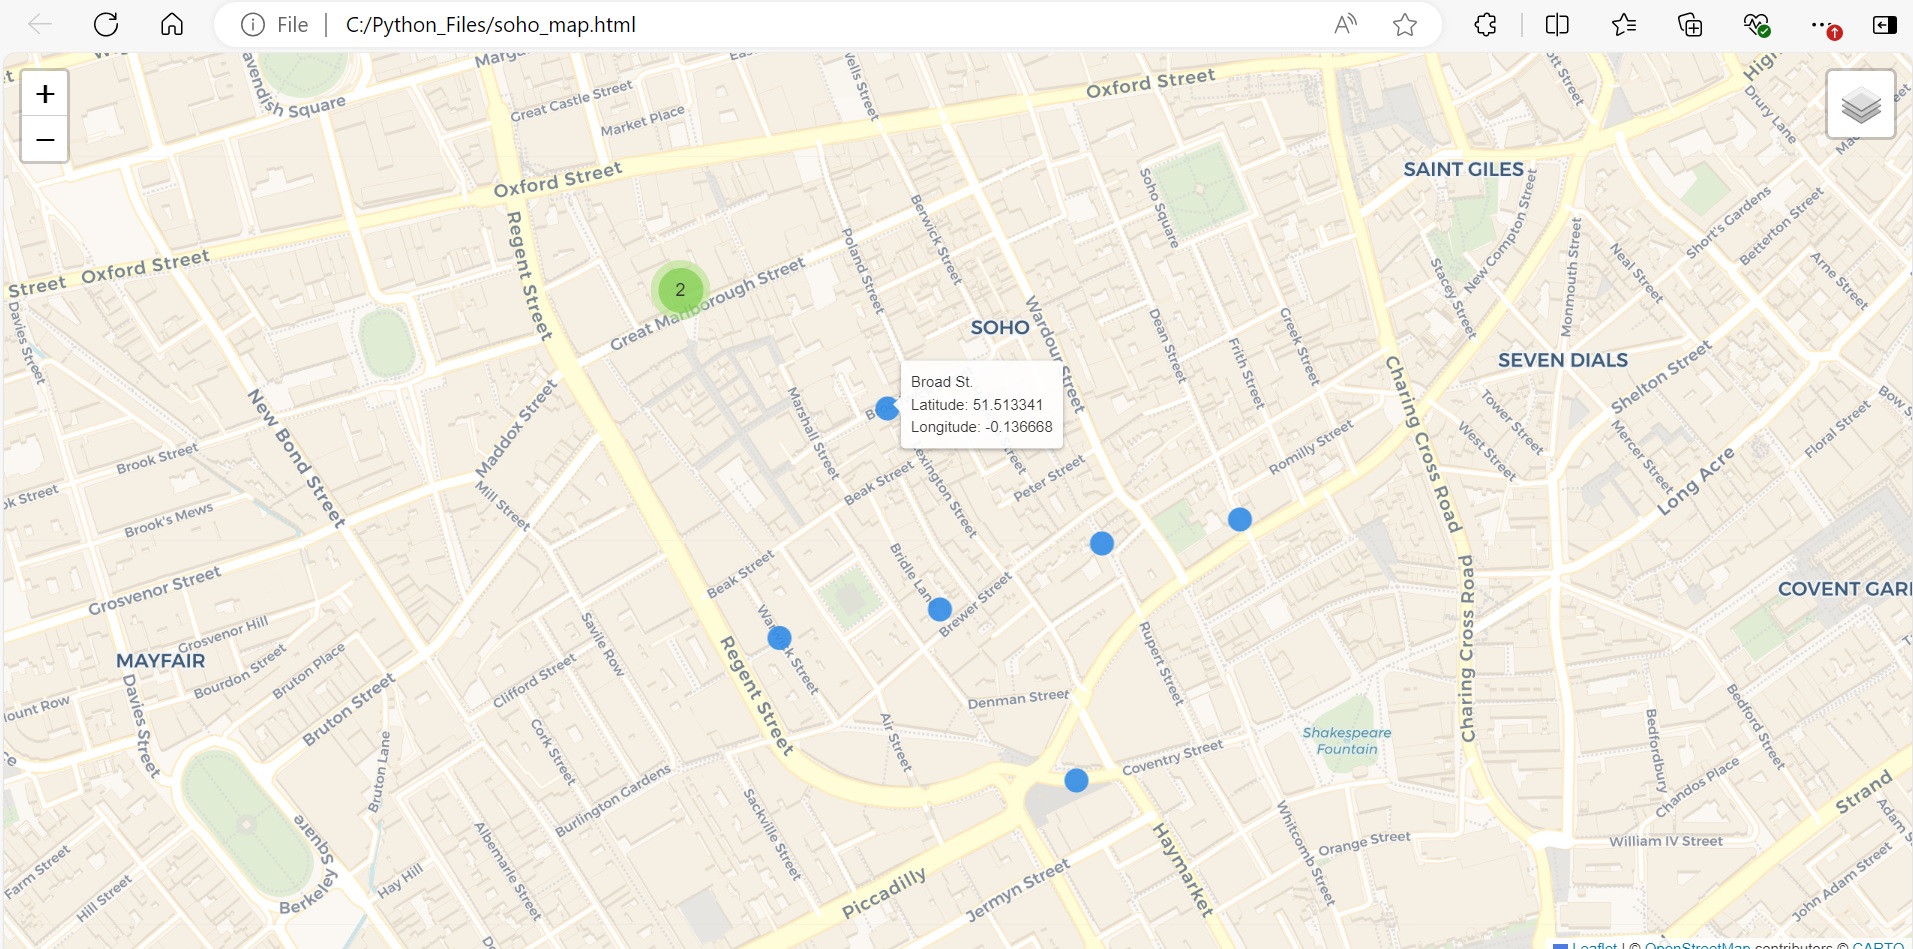 File
C:/Python_Files/soho_map.html
+
−
avendish Square
Great Castle Street
Market Place
Oxford Street
Oxford Street
Street
Oxford Street
Regent Street
Great Marlborough Street
2
Poland Street
Berwick Street
Soho Square
SAINT GILES
Drury Lane
New Compton Street
Stacey Street
Monmouth Street
Neal Street
Short's Gardens
Betterton Street
Arne Street
SOHO
Wardour Street
Dean Street
Frith Street
Greek Street
SEVEN DIALS
Shelton Street
Tower Street
West Street
Mercer Street
Long Acre
Floral Street
Bow S
Davies Street
New Bond Street
Maddox Street
Mill Street
Marshall Street
Broad St.
Latitude: 51.513341
Longitude: -0.136668
Beak Street
exington Street
Peter Street
Romilly Street
Charing Cross Road
Brook Street
ok Street
Brook's Mews
Grosvenor Street
Grosvenor Hill
Bourdon Street
Bruton Place
Bruton Street
MAYFAIR
ount Row
Davies Street
Savile Row
Clifford Street
Cork Street
Beak Street
Bridle Lan
Brewer Street
Regent Street
Denman Street
Air Street
Rupert Street
Coventry Street
Charing Cross Road
COVENT GAR
Shakespeare
Fountain
Bedfordbury
Bedford Street
Chandos Place
Strand
Adam S
William IV Street
John Adam Street
Orange Street
Whitcomb Street
Haymarket
Jermyn Street
Piccadilly
Sackville Street
Burlington Gardens
Albemarle Street
Bruton Lane
Hay Hill
Berkeley Square
Farm Street
Hill Street
Leaflet | © OpenStreetMap contributors © CARTO